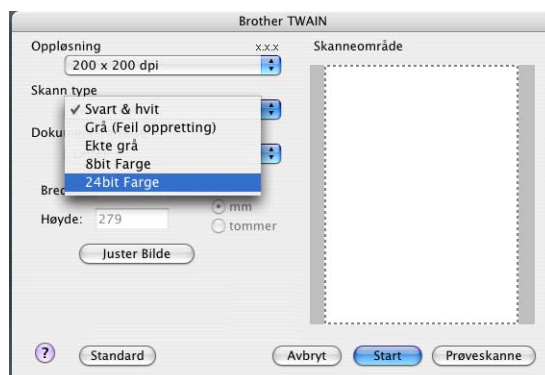 Brother TWAIN
Oppløsning x.x.x Skanneområde
200 x 200 dpi
Skann type
✓ Svart & hvit
Grå (Feil oppretting)
Ekte grå
8bit Farge
24bit Farge
Høyde: 279
mm
tommer
Juster Bilde
? Standard Avbryt Start Prøveskanne